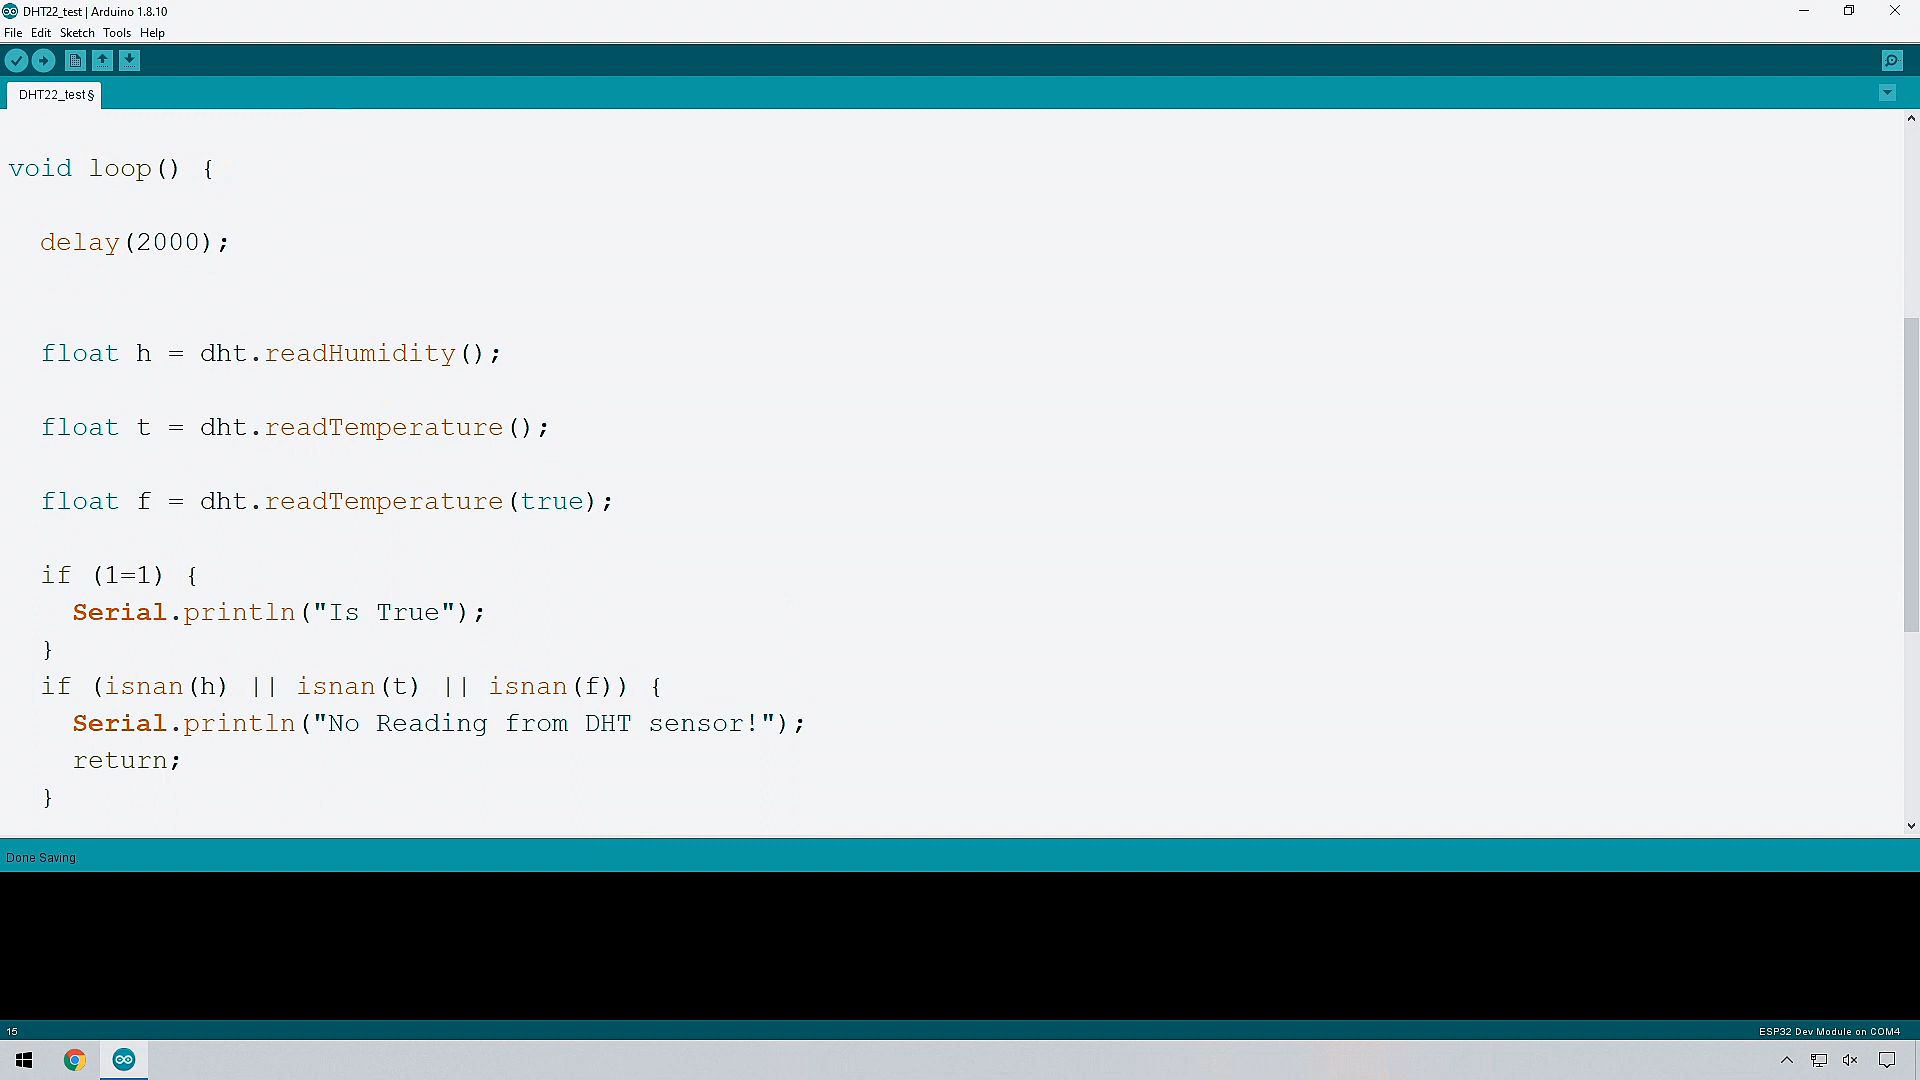 DHT22_test | Arduino 1.8.10
File Edit Sketch Tools Help
DHT22_test§
void loop() {
delay(2000);
float h = dht.readHumidity();
float t = dht.readTemperature();
float f = dht.readTemperature(true);
if (1=1) {
Serial.println("Is True");
}
if (isnan(h) || isnan(t) || isnan(f)) {
Serial.println("No Reading from DHT sensor!");
return;
}
Done Saving.
15
ESP32 Dev Module on COM4